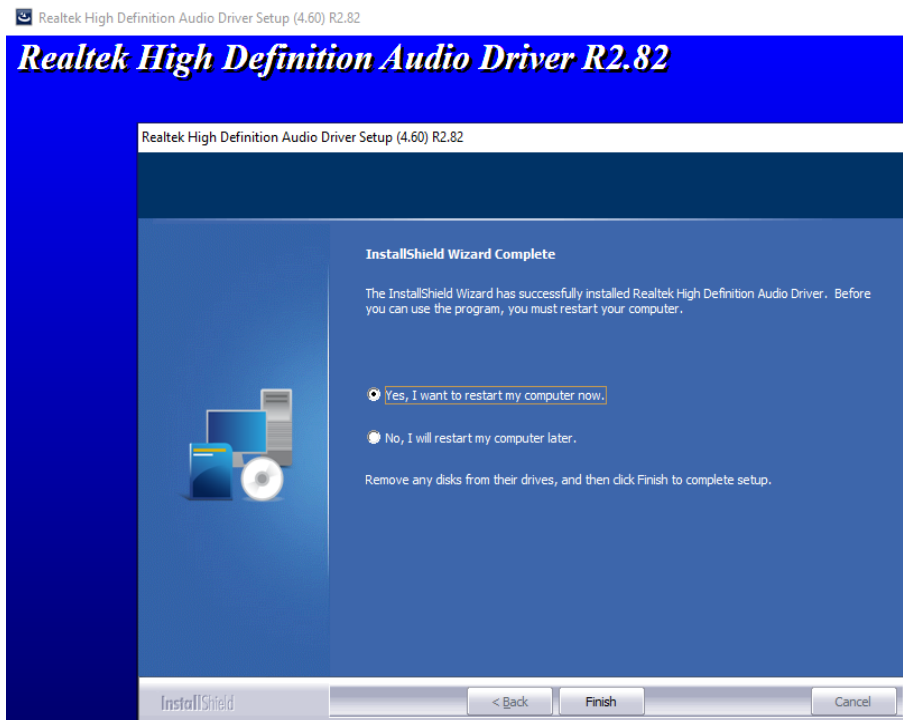 Realtek High Definition Audio Driver Setup (4.60) R2.82
Realtek High Definition Audio Driver R2.82
Realtek High Definition Audio Driver Setup (4.60) R2.82
InstallShield Wizard Complete
The InstallShield Wizard has successfully installed Realtek High Definition Audio Driver. Before
you can use the program, you must restart your computer.
Yes, I want to restart my computer now.
No, I will restart my computer later.
Remove any disks from their drives, and then click Finish to complete setup.
InstallShield
< Back
Finish
Cancel